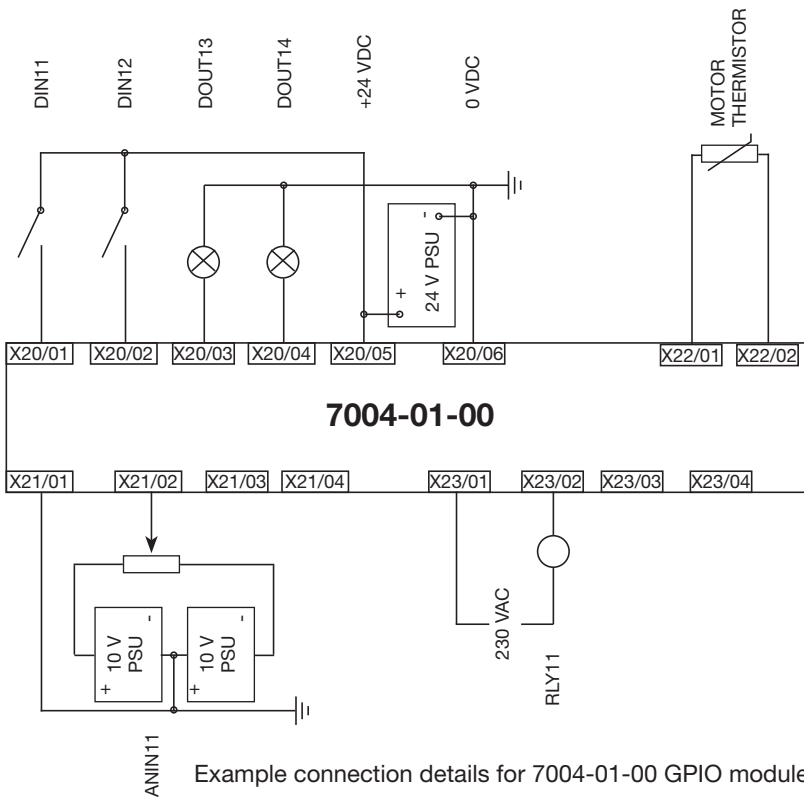 DIN11
DIN12
DOUT13
DOUT14
+24 VDC
0 VDC
MOTOR
THERMISTOR
-
24 V PSU
+
X20/01
X20/02
X20/03
X20/04
X20/05
X20/06
X22/01
X22/02
7004-01-00
X21/01
X21/02
X21/03
X21/04
X23/01
X23/02
X23/03
X23/04
-
10 V
PSU
+
-
10 V
PSU
+
230 VAC
RLY11
ANIN11
Example connection details for 7004-01-00 GPIO module